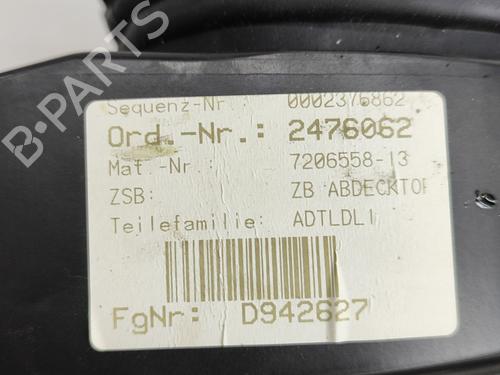 Sequenz-Nr.: 0002376862
Ord.-Nr.: 2476062
Mat.-Nr.: 7206558-13
ZSB: ZB ABDECKTOP
Teilefamilie: ADTLDLI
FgNr: D942627
B-PARTS